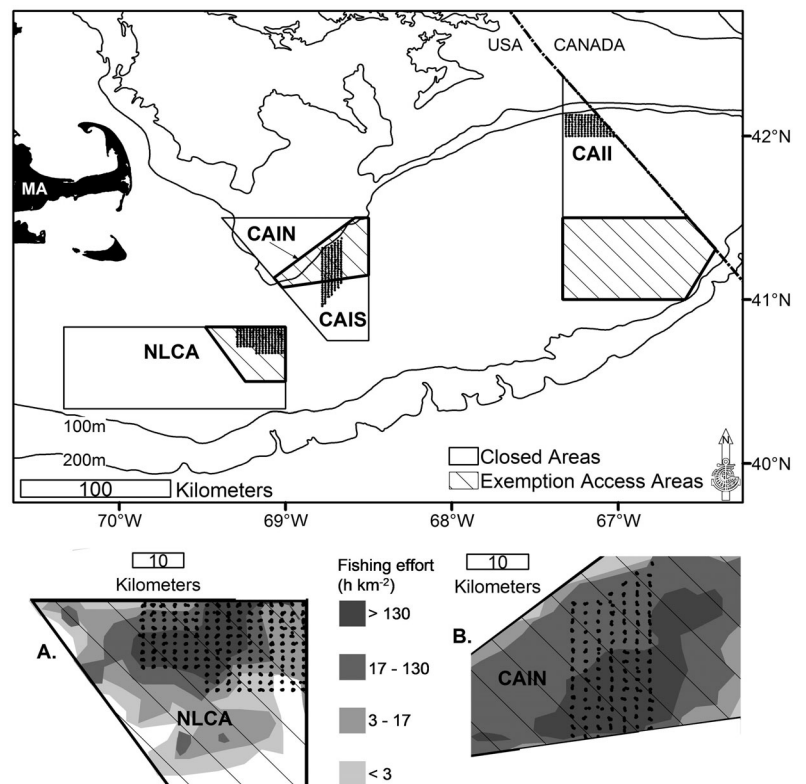 USA CANADA
42°N
CAII
MA
CAIN
CAIS
41°N
NLCA
100m
200m
Closed Areas
Exemption Access Areas
N
40°N
100 Kilometers
70°W 69°W 68°W 67°W
10
Kilometers
Fishing effort
(h km-2)
> 130
17 - 130
3 - 17
< 3
A.
NLCA
10
Kilometers
B.
CAIN